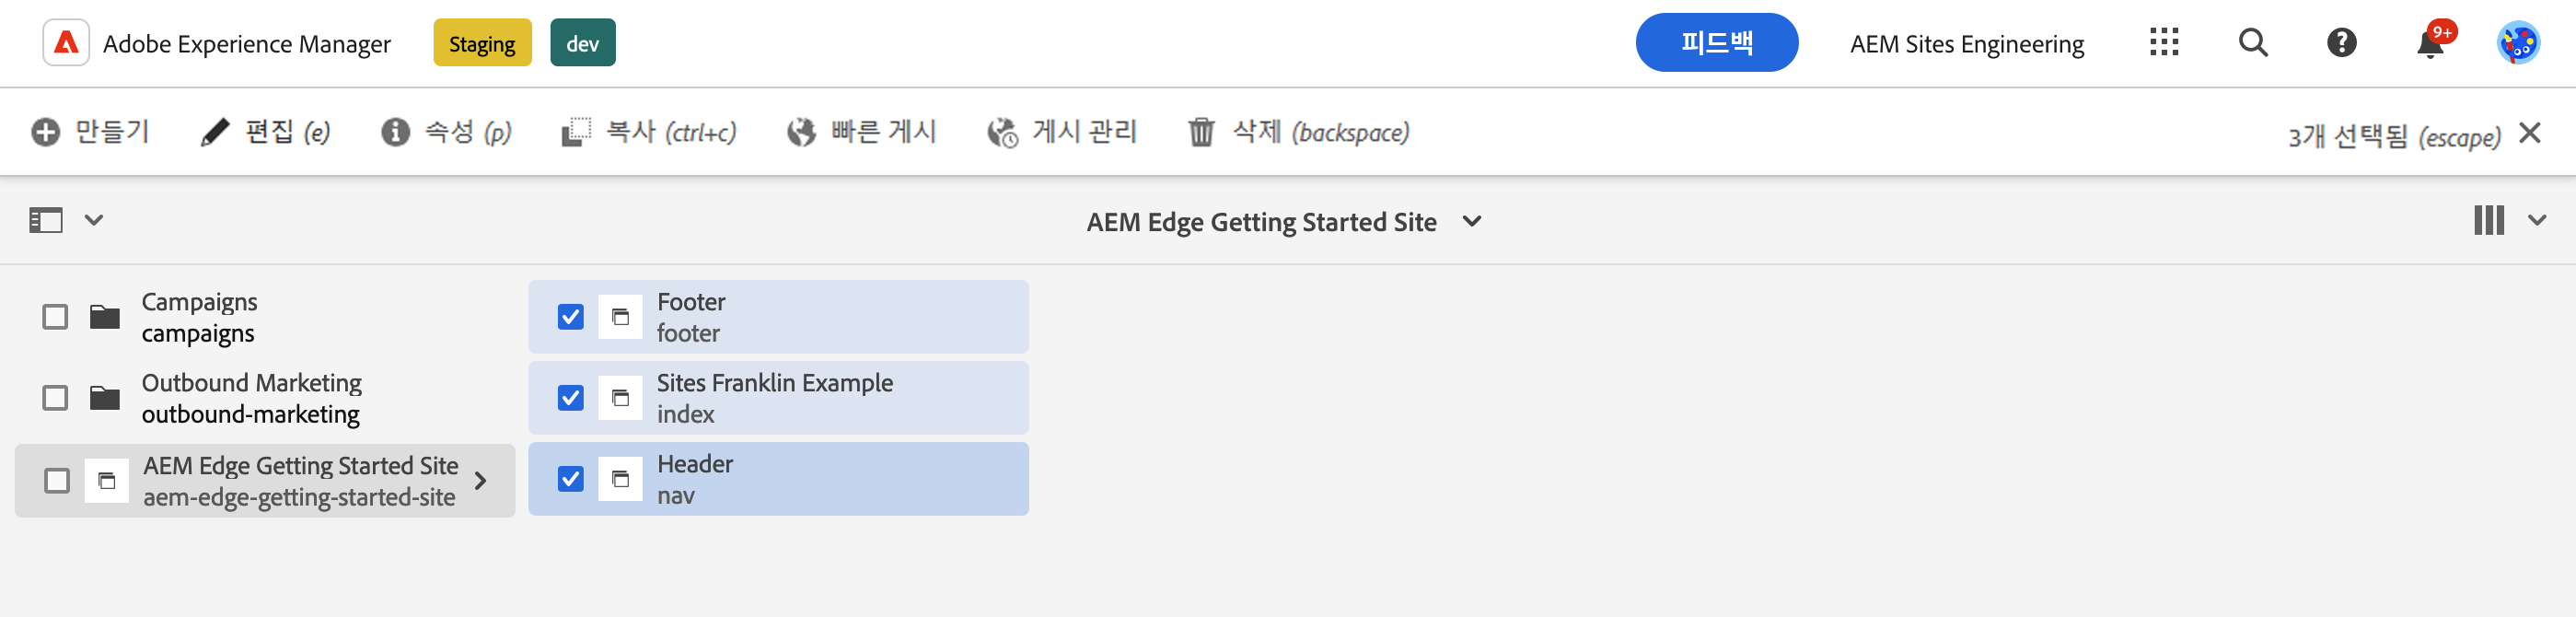 Adobe Experience Manager Staging dev 피드백 AEM Sites Engineering 9+
만들기 편집 (e) 속성 (p) 복사 (ctrl+c) 빠른 게시 게시 관리 삭제 (backspace) 3개 선택됨 (escape)
AEM Edge Getting Started Site
Campaigns
campaigns
Outbound Marketing
outbound-marketing
AEM Edge Getting Started Site
aem-edge-getting-started-site
Footer
footer
Sites Franklin Example
index
Header
nav